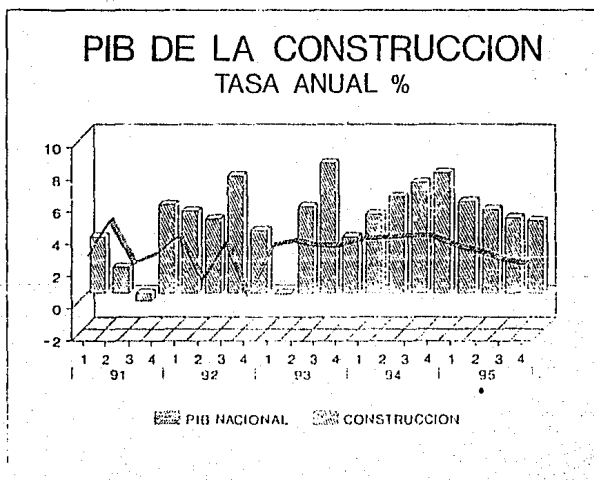 PIB DE LA CONSTRUCCION
TASA ANUAL %
10
8
6
4
2
0
-2
1 2 3 4 1 2 3 4 1 2 3 4 1 2 3 4 1 2 3 4
91 92 93 94 95
PIB NACIONAL CONSTRUCCION